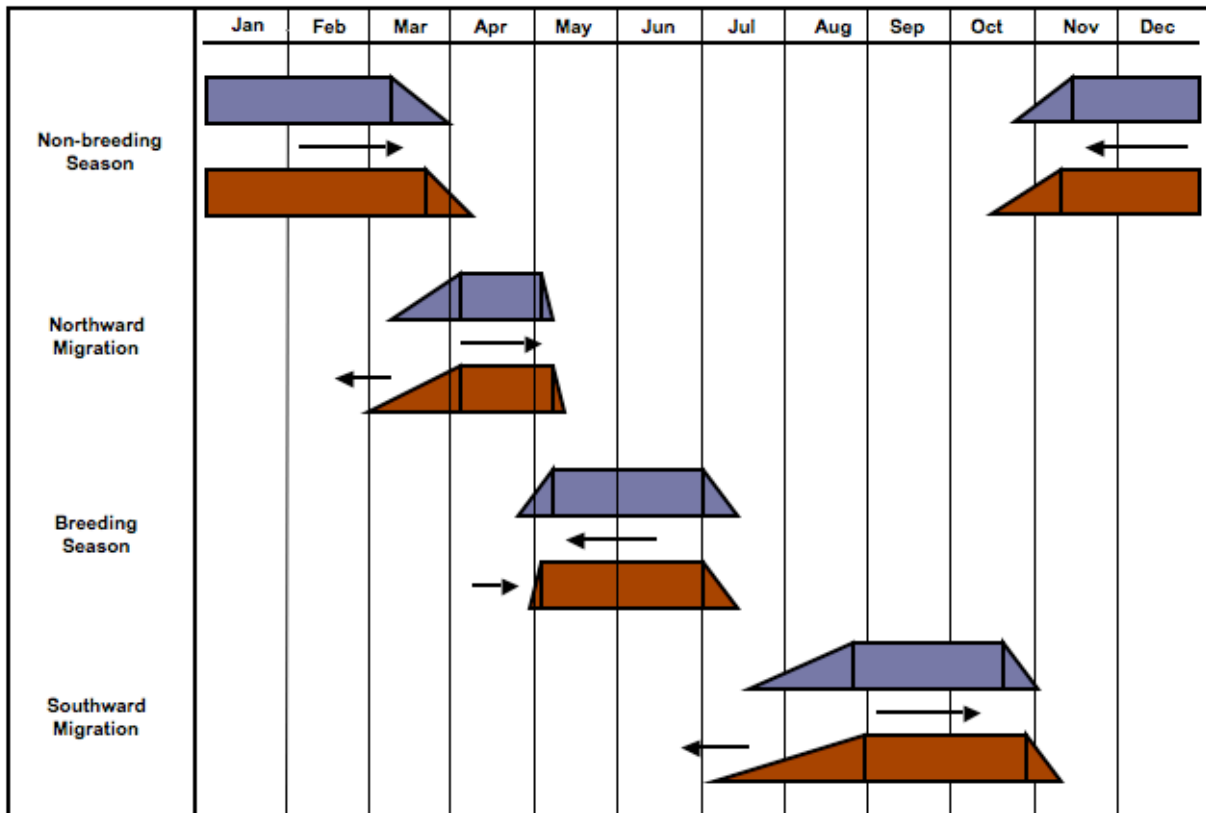 Jan Feb Mar Apr May Jun Jul Aug Sep Oct Nov Dec
Non-breeding
Season
Northward
Migration
Breeding
Season
Southward
Migration